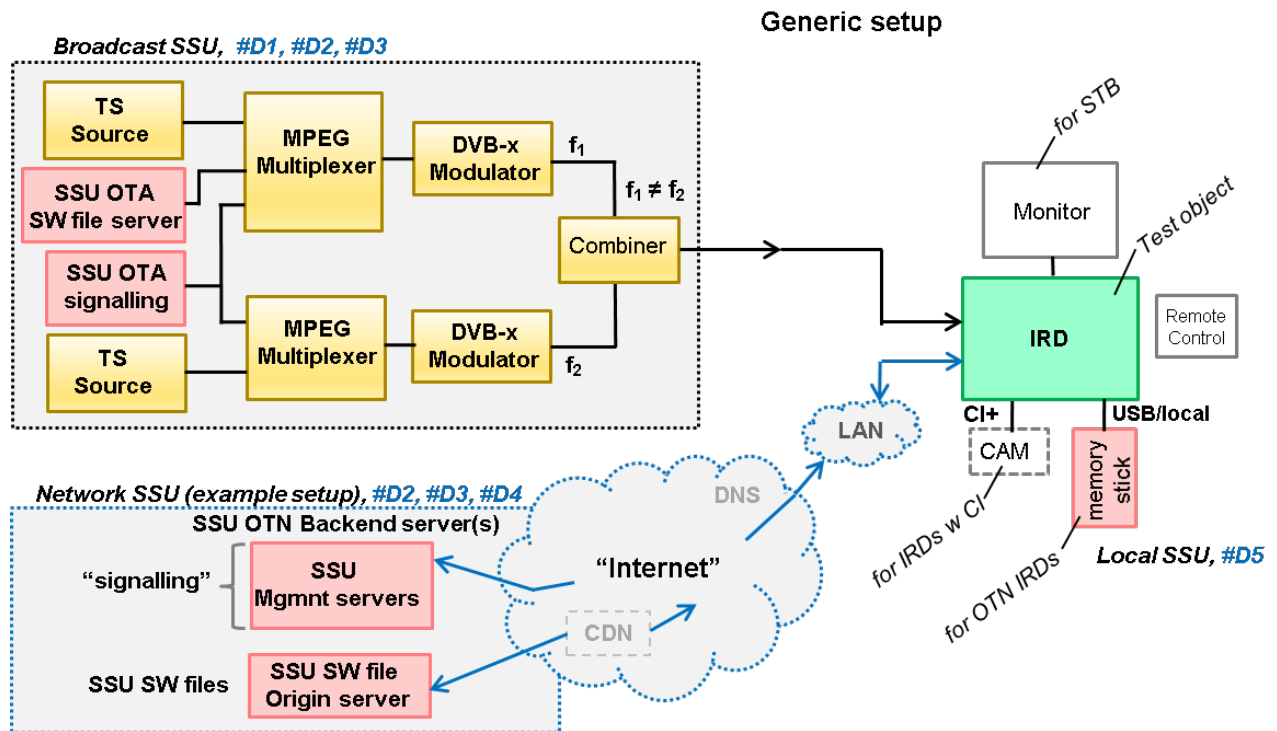 Generic setup
Broadcast SSU, #D1, #D2, #D3
TS
Source
MPEG
Multiplexer
DVB-x
Modulator
f1
f1 ≠ f2
SSU OTA
SW file server
SSU OTA
signalling
Combiner
TS
Source
MPEG
Multiplexer
DVB-x
Modulator
f2
for STB
Monitor
Test object
IRD
Remote
Control
CI+
USB/local
CAM
memory
stick
for IRDs w CI
for OTN IRDs
Local SSU, #D5
LAN
DNS
"Internet"
CDN
Network SSU (example setup), #D2, #D3, #D4
SSU OTN Backend server(s)
“signalling”
SSU
Mgmnt servers
SSU SW files
SSU SW file
Origin server